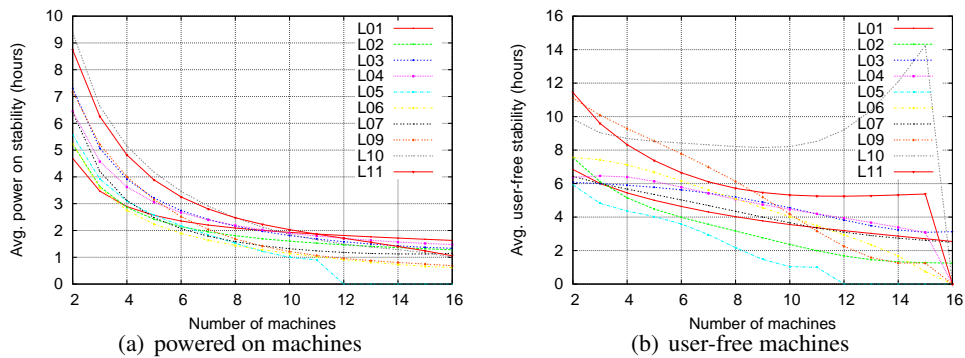 10
9
8
7
6
5
4
3
2
1
0
2 4 6 8 10 12 14 16
Avg. power on stability (hours)
Number of machines
L01
L02
L03
L04
L05
L06
L07
L09
L10
L11
(a) powered on machines
16
14
12
10
8
6
4
2
0
2 4 6 8 10 12 14 16
Avg. user-free stability (hours)
Number of machines
L01
L02
L03
L04
L05
L06
L07
L09
L10
L11
(b) user-free machines